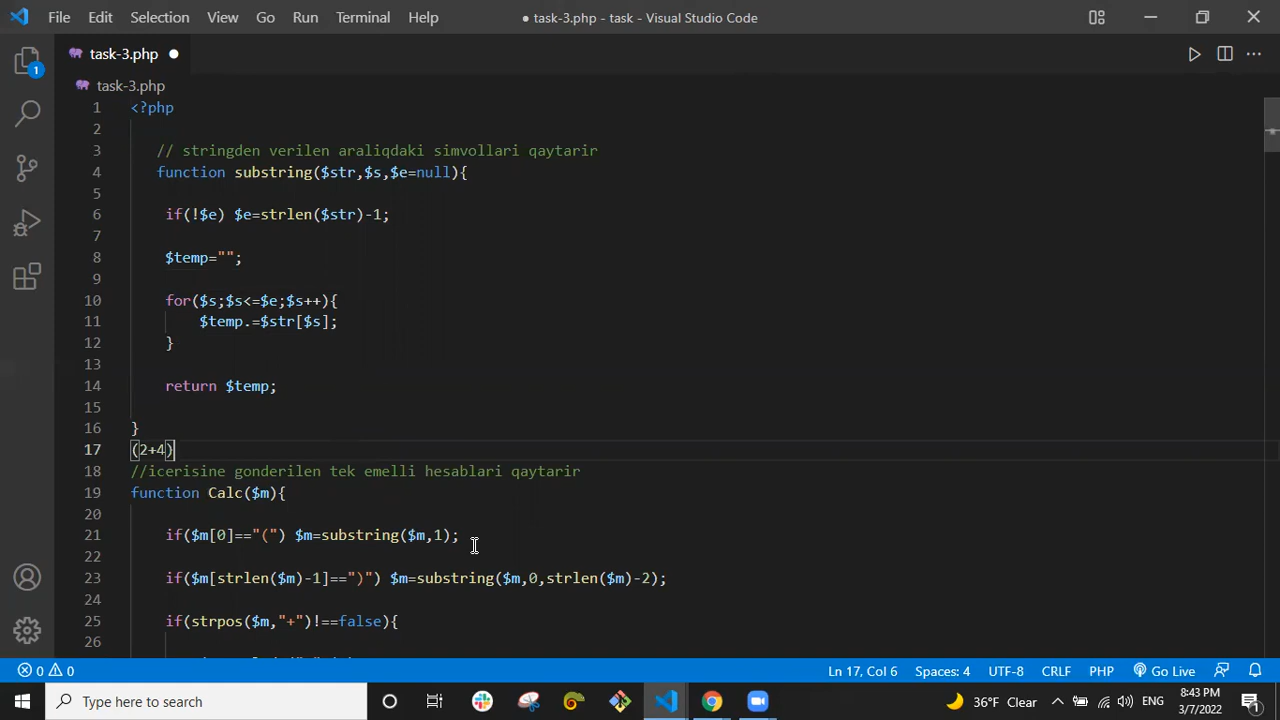 File Edit Selection View Go Run Terminal Help
● task-3.php - task - Visual Studio Code
1
task-3.php ●
task-3.php
1 <?php
2
3 // stringden verilen araliqdaki simvollari qaytarir
4 function substring($str,$s,$e=null){
5
6 if(!$e) $e=strlen($str)-1;
7
8 $temp="";
9
10 for($s;$s<=$e;$s++){
11 $temp.=$str[$s];
12 }
13
14 return $temp;
15
16 }
17 (2+4)
18 //icerisine gonderilen tek emelli hesablari qaytarir
19 function Calc($m){
20
21 if($m[0]=="(") $m=substring($m,1);
22
23 if($m[strlen($m)-1]==")") $m=substring($m,0,strlen($m)-2);
24
25 if(strpos($m,"+")!==false){
26
0 0 Ln 17, Col 6 Spaces: 4 UTF-8 CRLF PHP Go Live
Type here to search
36°F Clear ENG 8:43 PM 3/7/2022 1